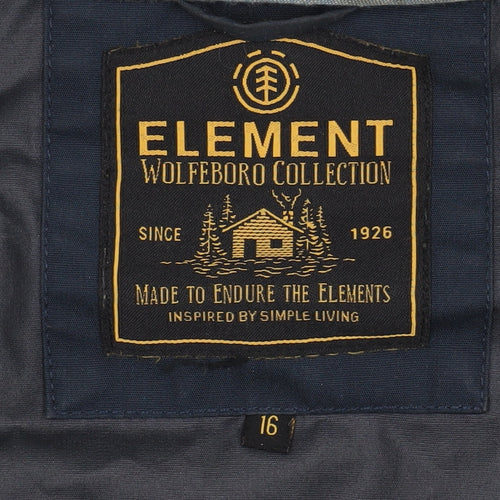 ELEMENT
WOLFEBORO COLLECTION
SINCE 1926
MADE TO ENDURE THE ELEMENTS
INSPIRED BY SIMPLE LIVING
16